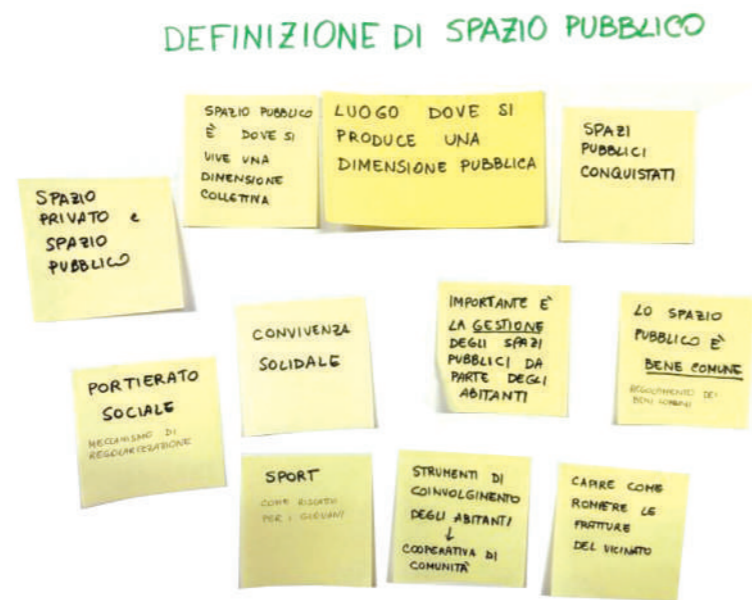 DEFINIZIONE DI SPAZIO PUBBLICO
SPAZIO PUBBLICO
È DOVE SI
VIVE UNA
DIMENSIONE
COLLETTIVA
LUOGO DOVE SI
PRODUCE UNA
DIMENSIONE PUBBLICA
SPAZI
PUBBLICI
CONQUISTATI
SPAZIO
PRIVATO e
SPAZIO
PUBBLICO
CONVIVENZA
SOLIDALE
IMPORTANTE È
LA GESTIONE
DEGLI SPAZI
PUBBLICI DA
PARTE DEGLI
ABITANTI
LO SPAZIO
PUBBLICO È
BENE COMUNE
REGOLAMENTO DEI
BENI COMUNI
PORTIERATO
SOCIALE
MECCANISMO DI
REGOLARIZZAZIONE
SPORT
COME RISCATTO
PER I GIOVANI
STRUMENTI DI
COINVOLGIMENTO
DEGLI ABITANTI
↓
COOPERATIVA DI
COMUNITÀ
CAPIRE COME
ROMPERE LE
FRATTURE
DEL VICINATO